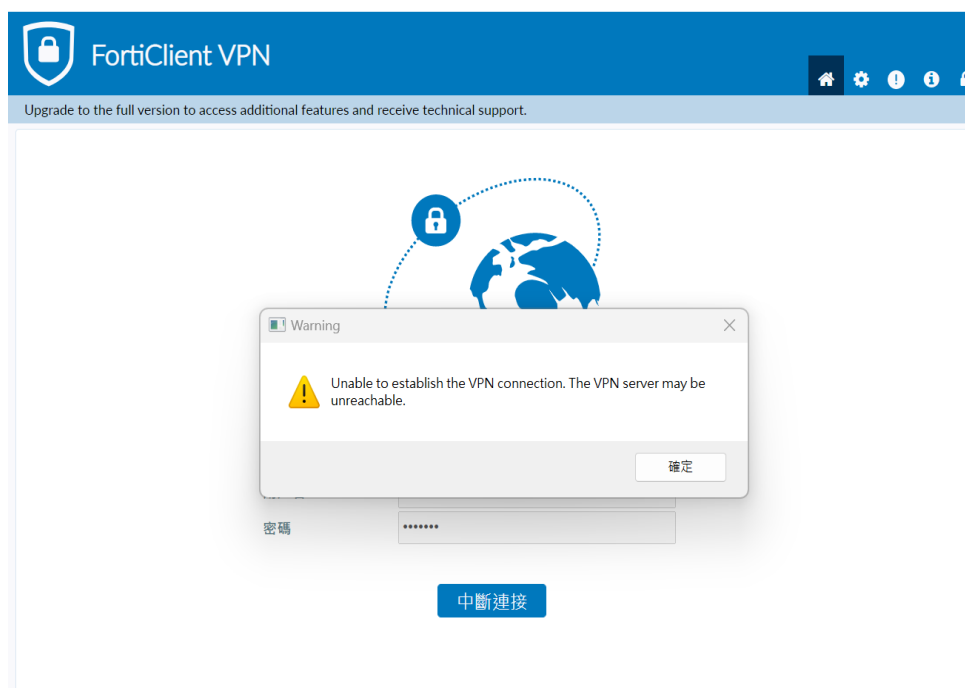 FortiClient VPN
Upgrade to the full version to access additional features and receive technical support.
Warning
Unable to establish the VPN connection. The VPN server may be
unreachable.
確定
密碼
•••••••
中斷連接